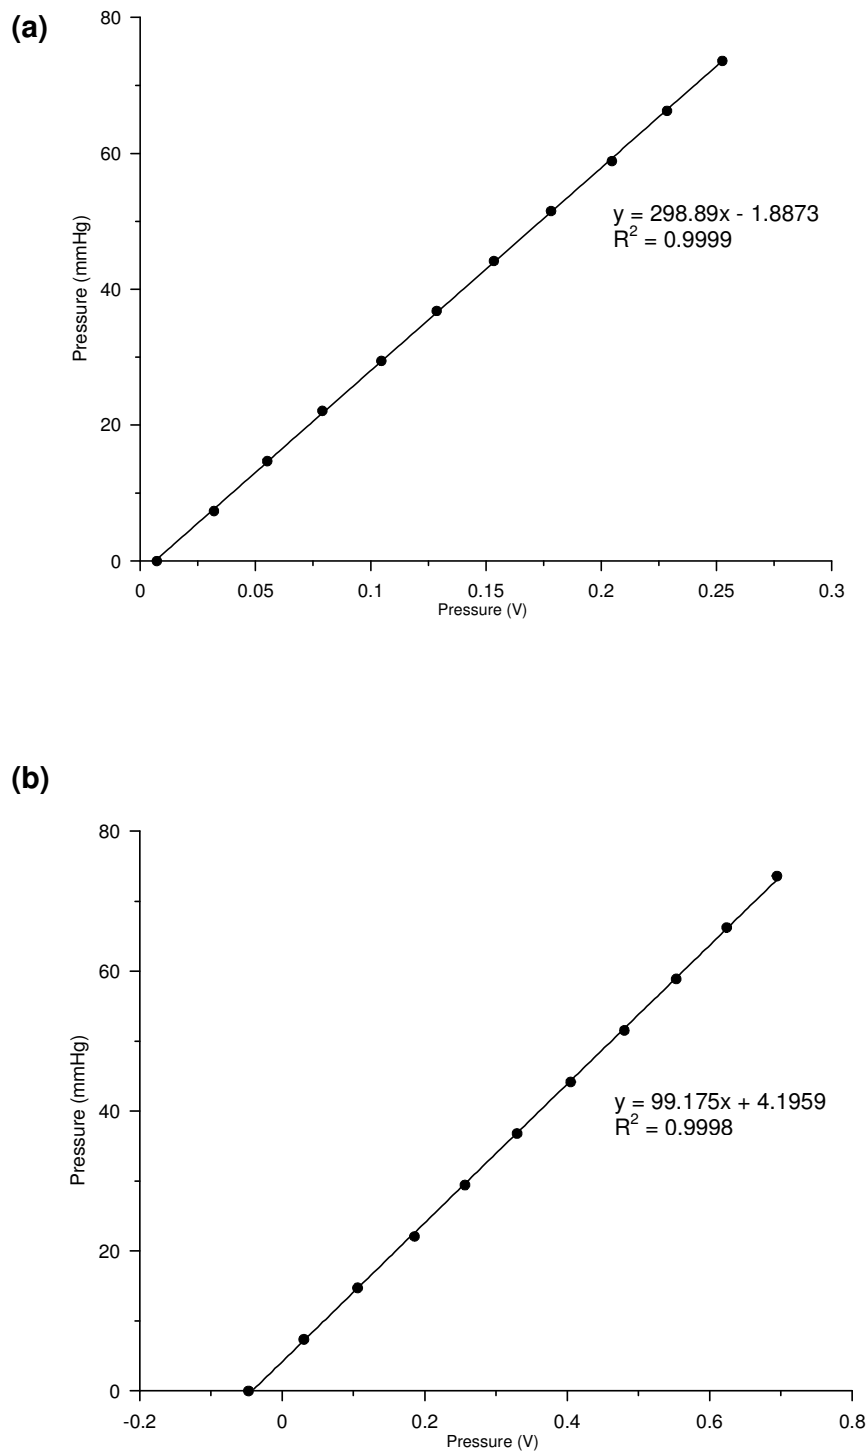 (a)
80
60
40
20
0
Pressure (mmHg)
y = 298.89x - 1.8873
R² = 0.9999
0 0.05 0.1 0.15 0.2 0.25 0.3
Pressure (V)
(b)
80
60
40
20
0
Pressure (mmHg)
y = 99.175x + 4.1959
R² = 0.9998
-0.2 0 0.2 0.4 0.6 0.8
Pressure (V)